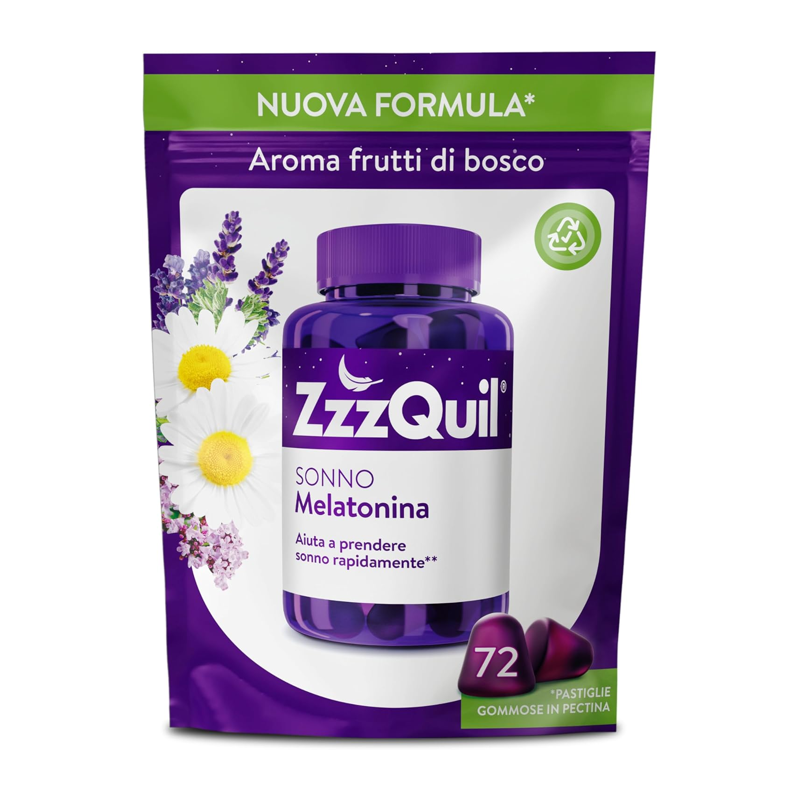 NUOVA FORMULA*
Aroma frutti di bosco
ZzzQuil®
SONNO
Melatonina
Aiuta a prendere
sonno rapidamente**
72
*PASTIGLIE
GOMMOSE IN PECTINA